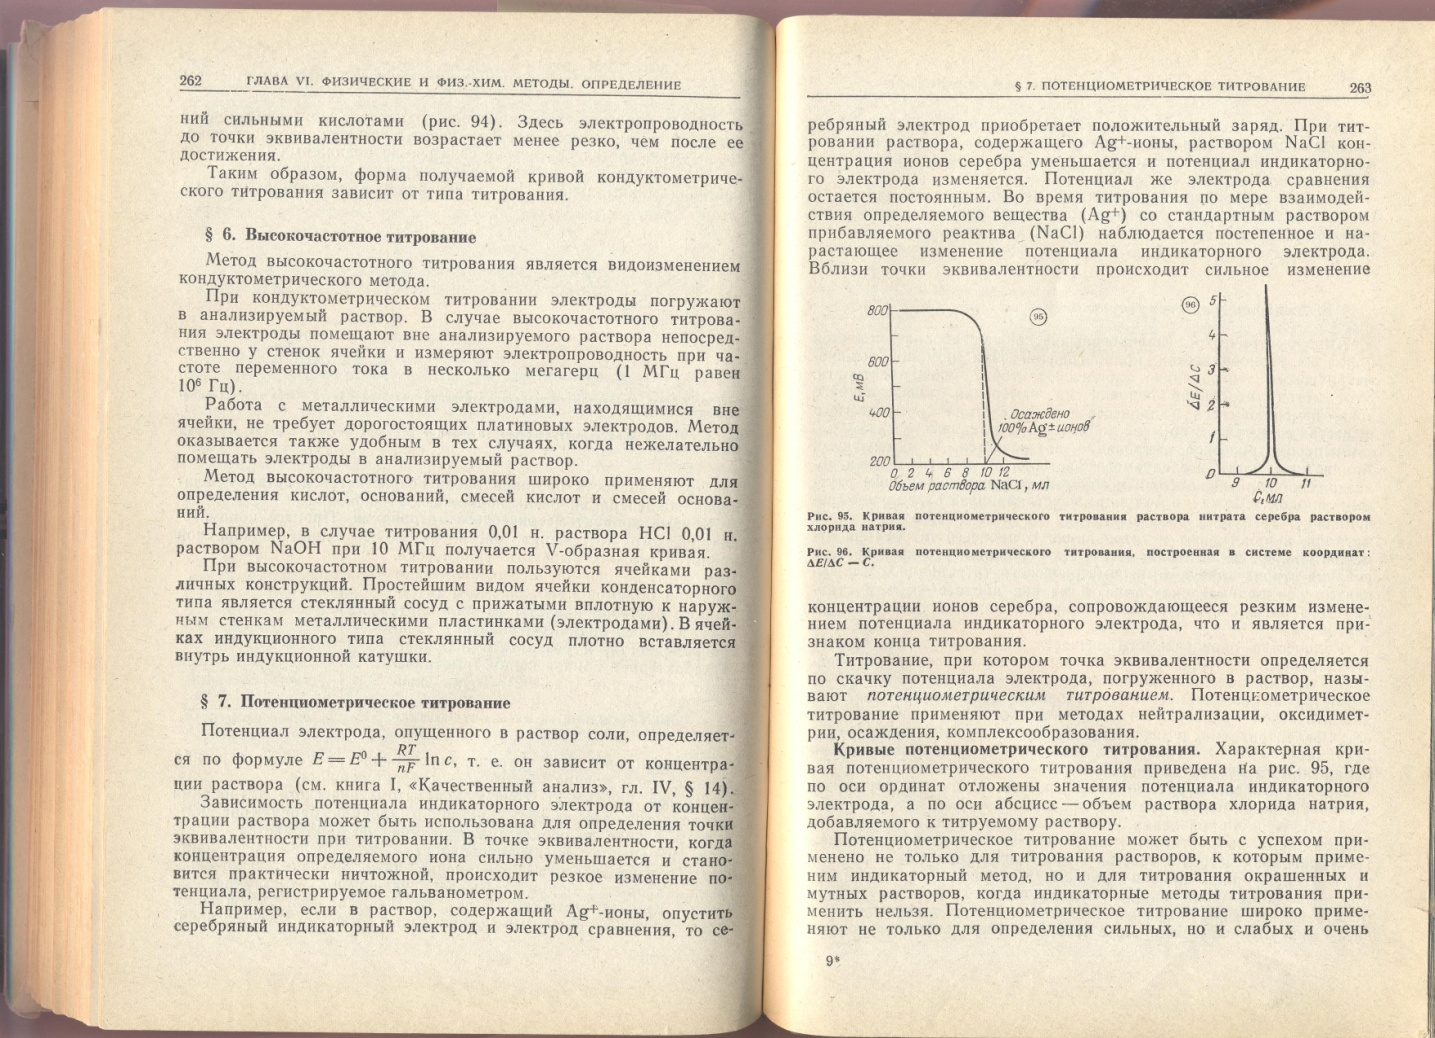 262 ГЛАВА VI. ФИЗИЧЕСКИЕ И ФИЗ.-ХИМ. МЕТОДЫ. ОПРЕДЕЛЕНИЕ
ний сильными кислотами (рис. 94). Здесь электропроводность
до точки эквивалентности возрастает менее резко, чем после ее
достижения.
Таким образом, форма получаемой кривой кондуктометриче-
ского титрования зависит от типа титрования.
§ 6. Высокочастотное титрование
Метод высокочастотного титрования является видоизменением
кондуктометрического метода.
При кондуктометрическом титровании электроды погружают
в анализируемый раствор. В случае высокочастотного титрова-
ния электроды помещают вне анализируемого раствора непосред-
ственно у стенок ячейки и измеряют электропроводность при ча-
стоте переменного тока в несколько мегагерц (1 МГц равен
10⁶ Гц).
Работа с металлическими электродами, находящимися вне
ячейки, не требует дорогостоящих платиновых электродов. Метод
оказывается также удобным в тех случаях, когда нежелательно
помещать электроды в анализируемый раствор.
Метод высокочастотного титрования широко применяют для
определения кислот, оснований, смесей кислот и смесей основа-
ний.
Например, в случае титрования 0,01 н. раствора HCl 0,01 н.
раствором NaOH при 10 МГц получается V-образная кривая.
При высокочастотном титровании пользуются ячейками раз-
личных конструкций. Простейшим видом ячейки конденсаторного
типа является стеклянный сосуд с прижатыми вплотную к наруж-
ным стенкам металлическими пластинками (электродами). В ячей-
ках индукционного типа стеклянный сосуд плотно вставляется
внутрь индукционной катушки.
§ 7. Потенциометрическое титрование
Потенциал электрода, опущенного в раствор соли, определяет-
ся по формуле E = E⁰ + RT/nF ln c, т. е. он зависит от концентра-
ции раствора (см. книга I, «Качественный анализ», гл. IV, § 14).
Зависимость потенциала индикаторного электрода от концен-
трации раствора может быть использована для определения точки
эквивалентности при титровании. В точке эквивалентности, когда
концентрация определяемого иона сильно уменьшается и стано-
вится практически ничтожной, происходит резкое изменение по-
тенциала, регистрируемое гальванометром.
Например, если в раствор, содержащий Ag⁺-ионы, опустить
серебряный индикаторный электрод и электрод сравнения, то се-
§ 7. ПОТЕНЦИОМЕТРИЧЕСКОЕ ТИТРОВАНИЕ 263
ребряный электрод приобретает положительный заряд. При тит-
ровании раствора, содержащего Ag⁺-ионы, раствором NaCl кон-
центрация ионов серебра уменьшается и потенциал индикаторно-
го электрода изменяется. Потенциал же электрода сравнения
остается постоянным. Во время титрования по мере взаимодей-
ствия определяемого вещества (Ag⁺) со стандартным раствором
прибавляемого реактива (NaCl) наблюдается постепенное и на-
растающее изменение потенциала индикаторного электрода.
Вблизи точки эквивалентности происходит сильное изменение
800
600
400
200
E, мВ
95
Осаждено
100% Ag± ионов
0 2 4 6 8 10 12
Объем раствора NaCl, мл
96
5
4
3
2
1
0
ΔE/ΔC
9 10 11
C, мл
Рис. 95. Кривая потенциометрического титрования раствора нитрата серебра раствором
хлорида натрия.
Рис. 96. Кривая потенциометрического титрования, построенная в системе координат:
ΔE/ΔC — C.
концентрации ионов серебра, сопровождающееся резким измене-
нием потенциала индикаторного электрода, что и является при-
знаком конца титрования.
Титрование, при котором точка эквивалентности определяется
по скачку потенциала электрода, погруженного в раствор, назы-
вают потенциометрическим титрованием. Потенциометрическое
титрование применяют при методах нейтрализации, оксидимет-
рии, осаждения, комплексообразования.
Кривые потенциометрического титрования. Характерная кри-
вая потенциометрического титрования приведена на рис. 95, где
по оси ординат отложены значения потенциала индикаторного
электрода, а по оси абсцисс — объем раствора хлорида натрия,
добавляемого к титруемому раствору.
Потенциометрическое титрование может быть с успехом при-
менено не только для титрования растворов, к которым приме-
ним индикаторный метод, но и для титрования окрашенных и
мутных растворов, когда индикаторные методы титрования при-
менить нельзя. Потенциометрическое титрование широко приме-
няют не только для определения сильных, но и слабых и очень
9*